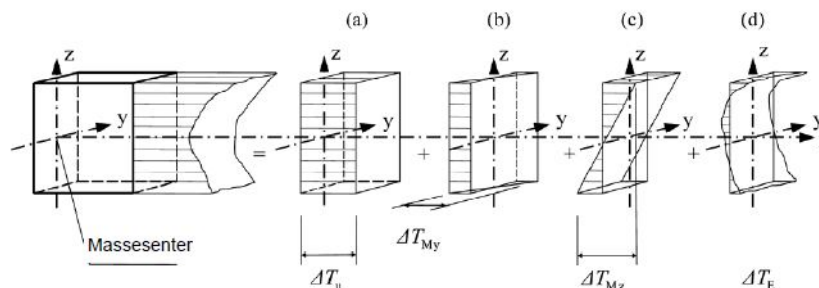 (a) (b) (c) (d)
z z z z z
y y y y y
= + + +
Massesenter
ΔT_u ΔT_My ΔT_Mz ΔT_E